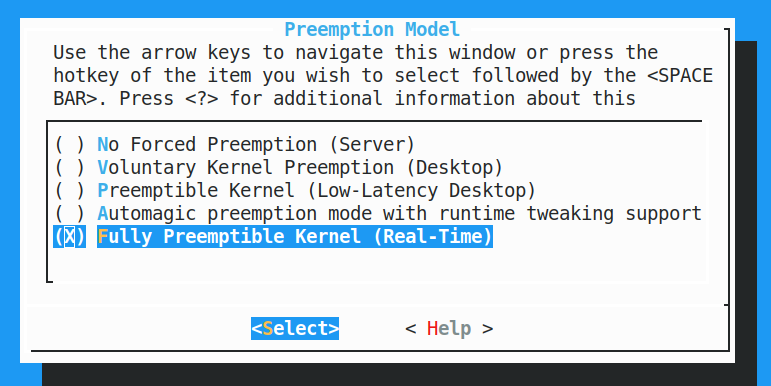 Preemption Model
Use the arrow keys to navigate this window or press the
hotkey of the item you wish to select followed by the <SPACE
BAR>. Press <?> for additional information about this
( ) No Forced Preemption (Server)
( ) Voluntary Kernel Preemption (Desktop)
( ) Preemptible Kernel (Low-Latency Desktop)
( ) Automagic preemption mode with runtime tweaking support
(X) Fully Preemptible Kernel (Real-Time)
<Select> < Help >